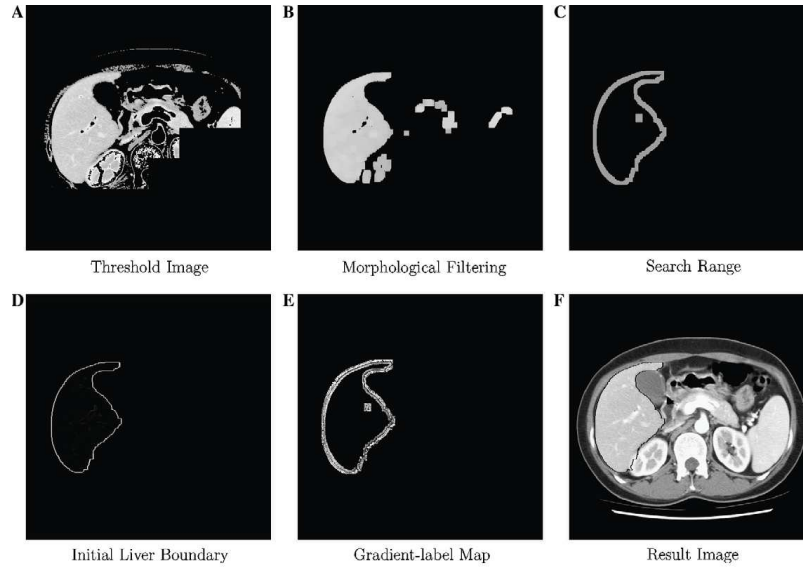 A
B
C
Threshold Image
Morphological Filtering
Search Range
D
E
F
Initial Liver Boundary
Gradient-label Map
Result Image